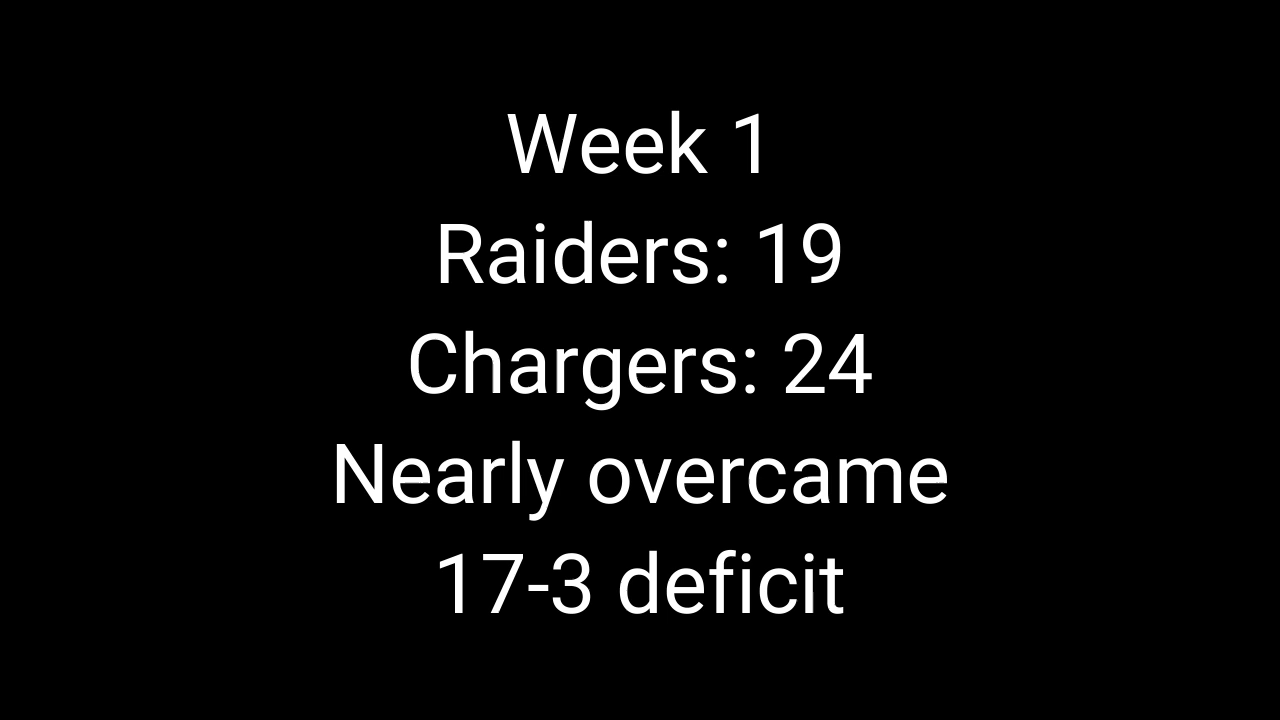 Week 1
Raiders: 19
Chargers: 24
Nearly overcame
17-3 deficit